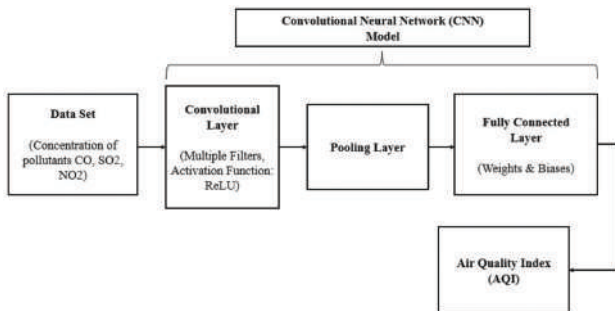 Convolutional Neural Network (CNN)
Model
Data Set
(Concentration of
pollutants CO, SO2,
NO2)
Convolutional
Layer
(Multiple Filters,
Activation Function:
ReLU)
Pooling Layer
Fully Connected
Layer
(Weights & Biases)
Air Quality Index
(AQI)